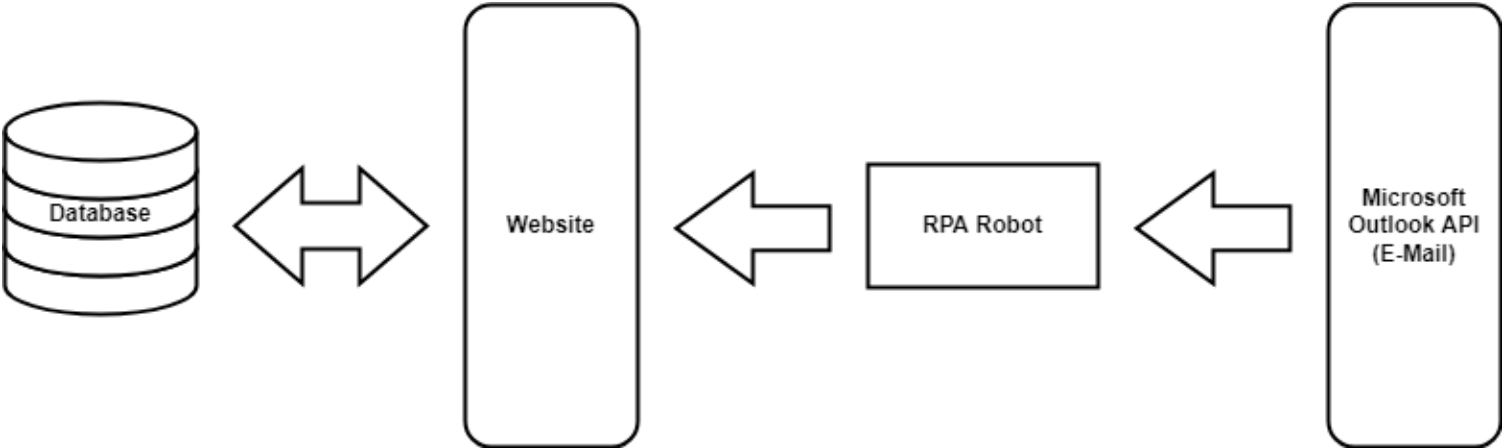 Database
Website
RPA Robot
Microsoft
Outlook API
(E-Mail)